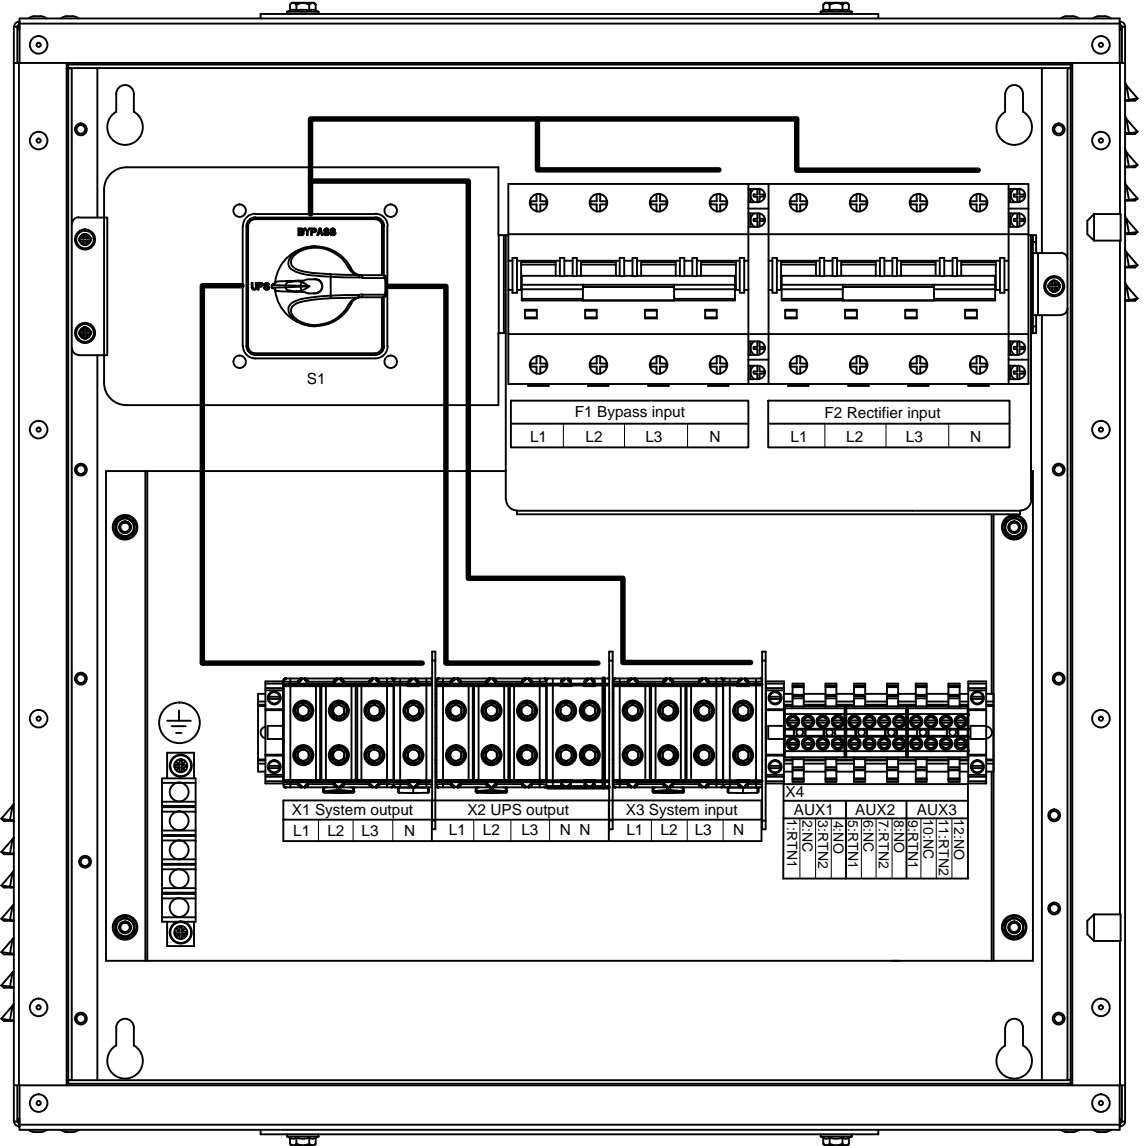 BYPASS
UPS
S1
F1 Bypass input
L1 L2 L3 N
F2 Rectifier input
L1 L2 L3 N
X1 System output
L1 L2 L3 N
X2 UPS output
L1 L2 L3 N N
X3 System input
L1 L2 L3 N
X4
AUX1 AUX2 AUX3
1:RTN1
2:NC
3:RTN2
4:NO
5:RTN1
6:NC
7:RTN2
8:NO
9:RTN1
10:NC
11:RTN2
12:NO